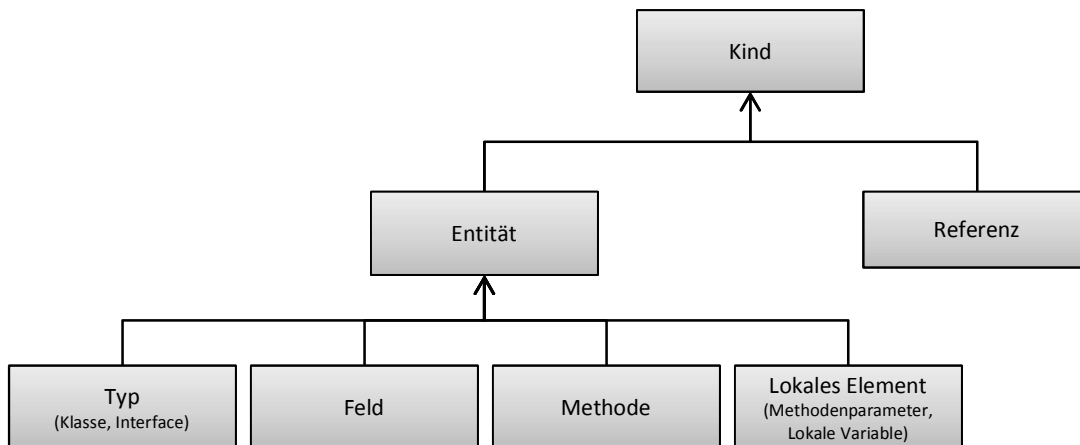 Kind
Entität
Referenz
Typ
(Klasse, Interface)
Feld
Methode
Lokales Element
(Methodenparameter,
Lokale Variable)